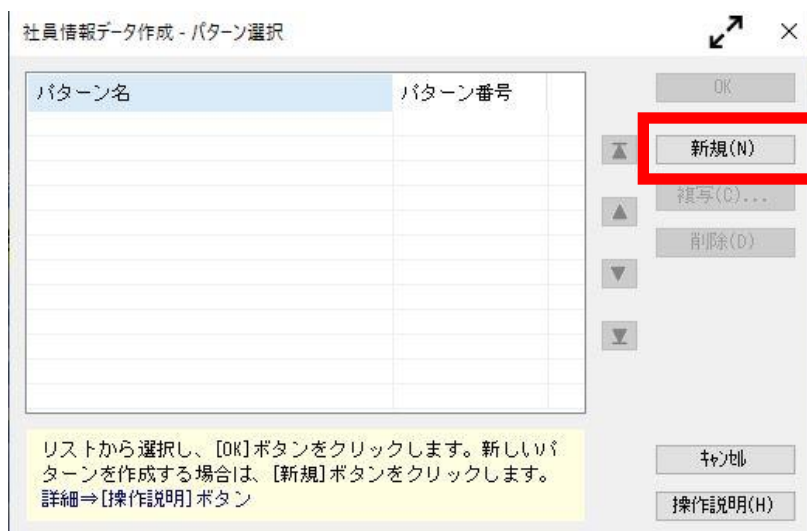 社員情報データ作成 - パターン選択
パターン名 パターン番号
OK
新規(N)
複写(C)...
削除(D)
リストから選択し、[OK]ボタンをクリックします。新しいパ
ターンを作成する場合は、[新規]ボタンをクリックします。
詳細⇒[操作説明]ボタン
キャンセル
操作説明(H)